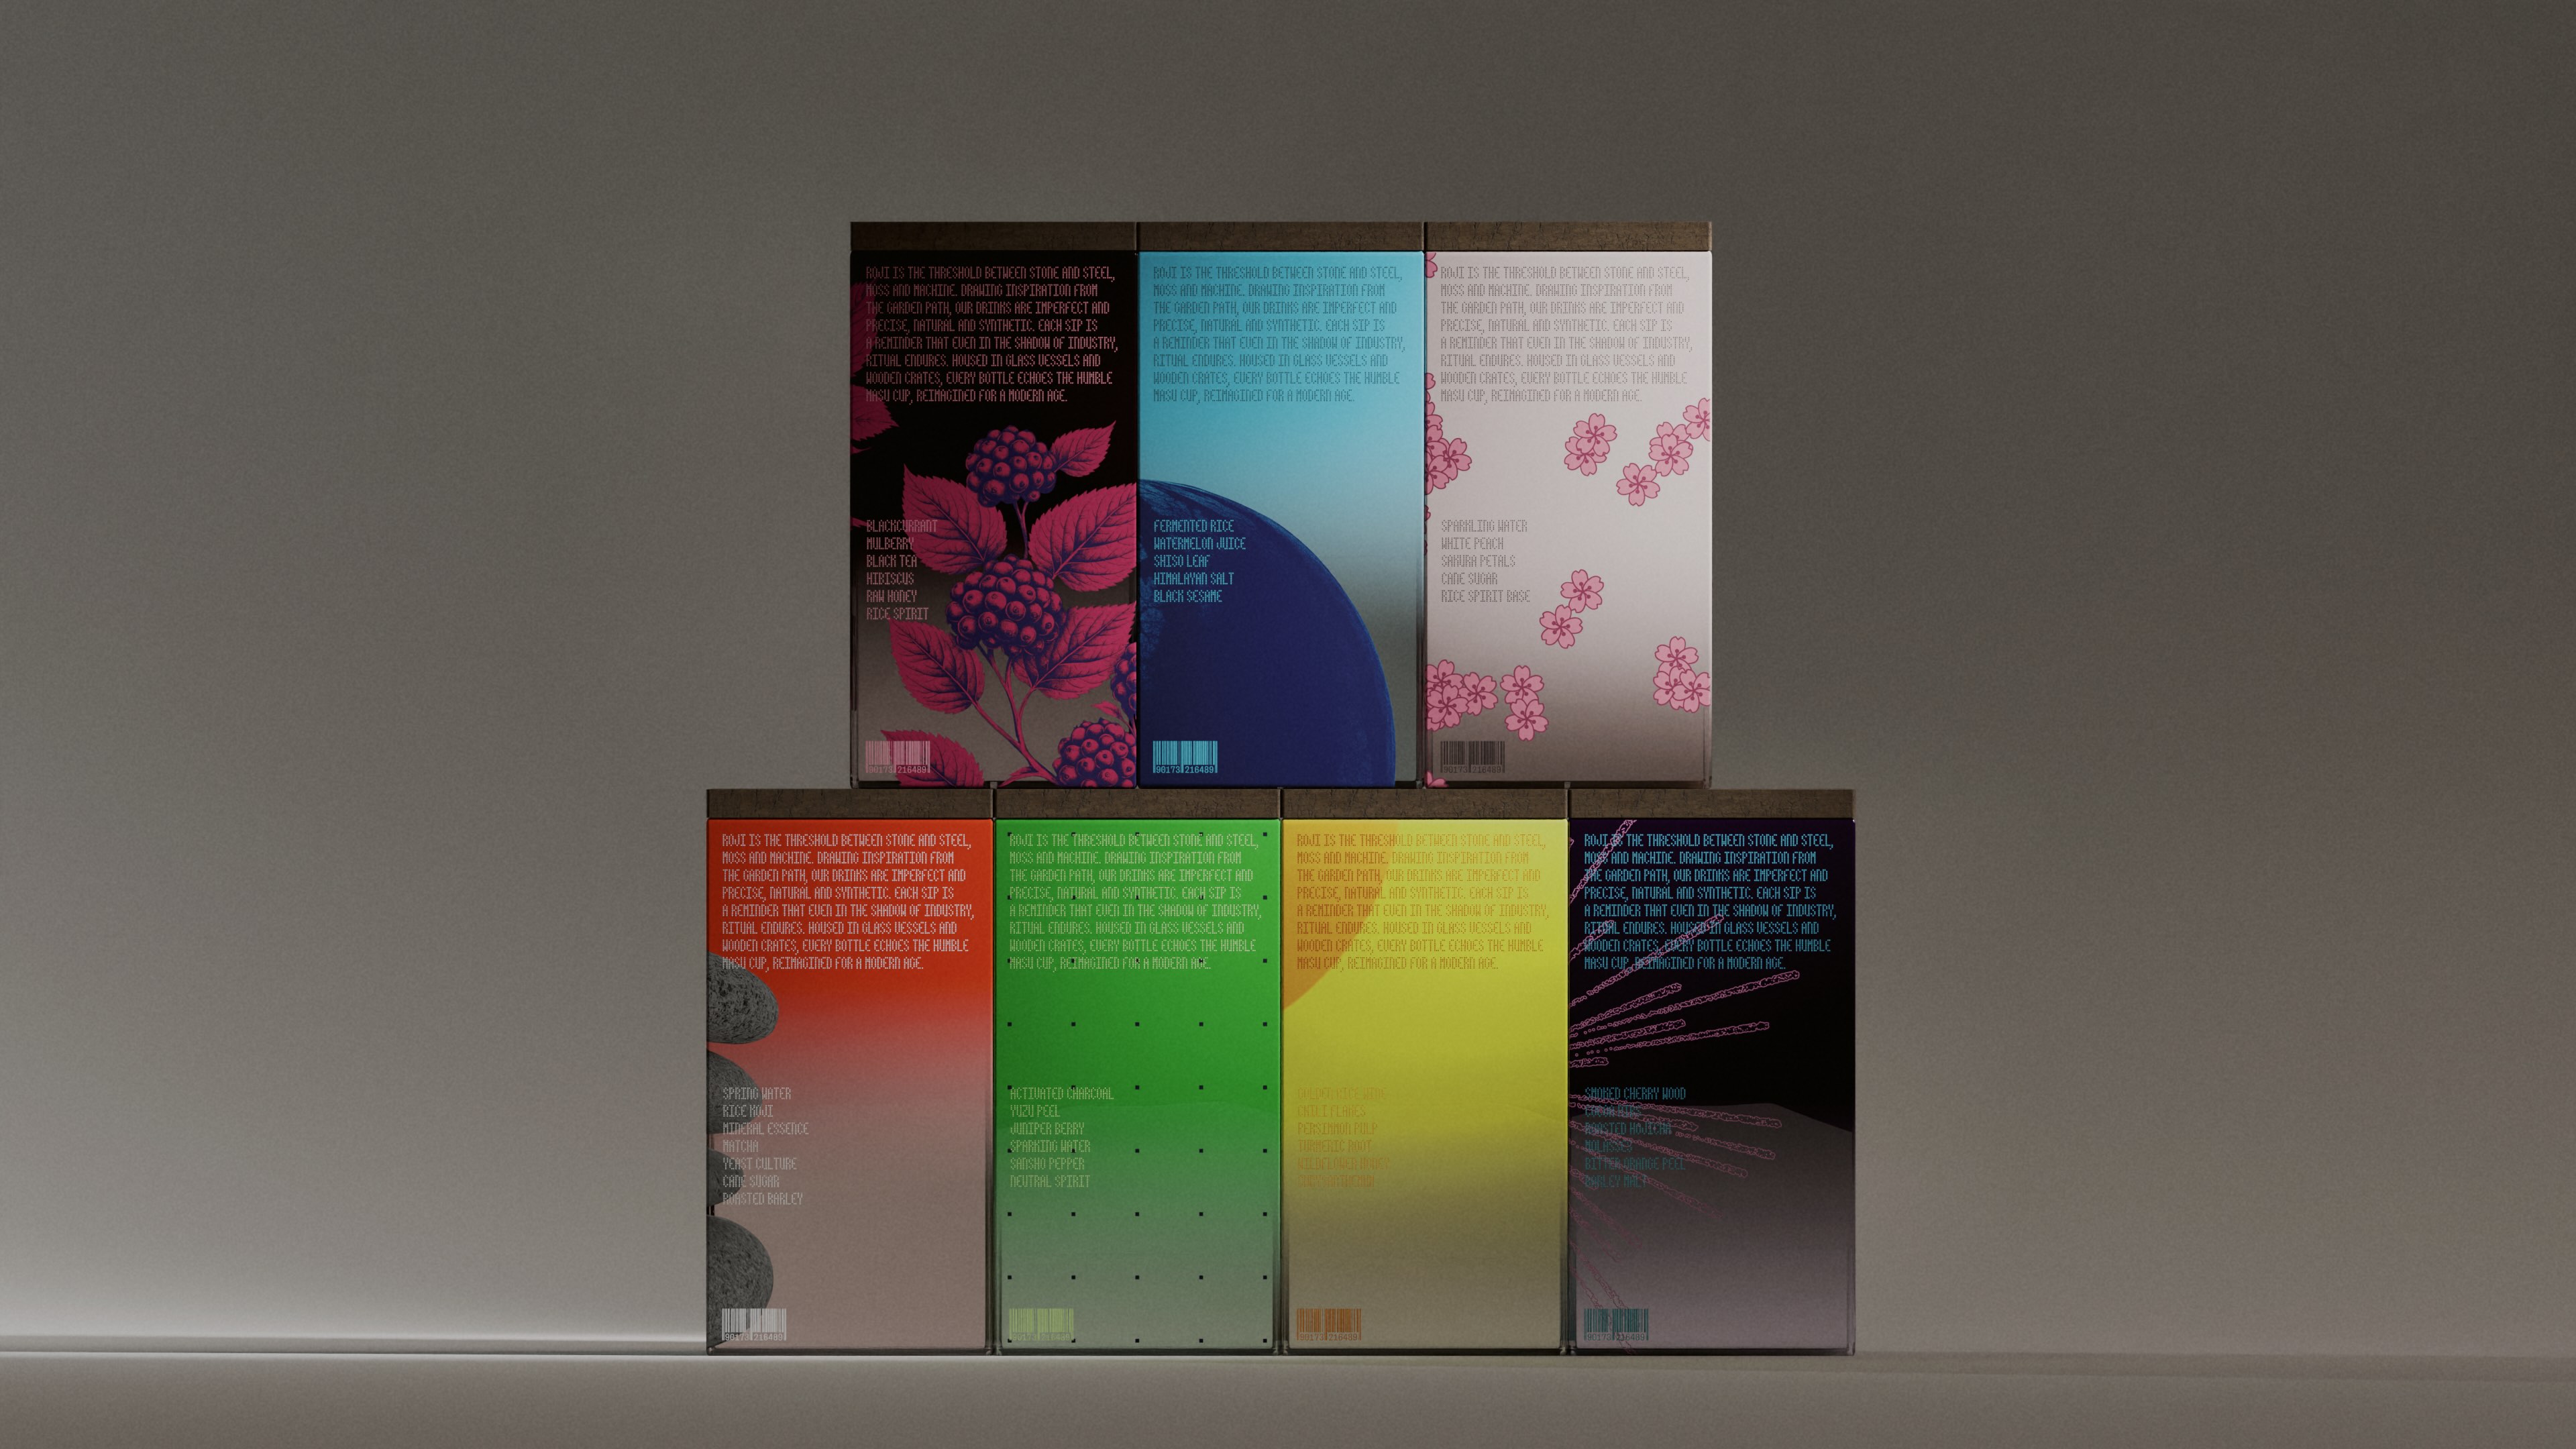 ROJI IS THE THRESHOLD BETWEEN STONE AND STEEL,
MOSS AND MACHINE. DRAWING INSPIRATION FROM
THE GARDEN PATH, OUR DRINKS ARE IMPERFECT AND
PRECISE, NATURAL AND SYNTHETIC. EACH SIP IS
A REMINDER THAT EVEN IN THE SHADOW OF INDUSTRY,
RITUAL ENDURES. HOUSED IN GLASS VESSELS AND
WOODEN CRATES, EVERY BOTTLE ECHOES THE HUMBLE
MASU CUP, REIMAGINED FOR A MODERN AGE.
BLACKCURRANT
MULBERRY
BLACK TEA
HIBISCUS
RAW HONEY
RICE SPIRIT
90173 216489
ROJI IS THE THRESHOLD BETWEEN STONE AND STEEL,
MOSS AND MACHINE. DRAWING INSPIRATION FROM
THE GARDEN PATH, OUR DRINKS ARE IMPERFECT AND
PRECISE, NATURAL AND SYNTHETIC. EACH SIP IS
A REMINDER THAT EVEN IN THE SHADOW OF INDUSTRY,
RITUAL ENDURES. HOUSED IN GLASS VESSELS AND
WOODEN CRATES, EVERY BOTTLE ECHOES THE HUMBLE
MASU CUP, REIMAGINED FOR A MODERN AGE.
FERMENTED RICE
WATERMELON JUICE
SHISO LEAF
HIMALAYAN SALT
BLACK SESAME
90173 216489
ROJI IS THE THRESHOLD BETWEEN STONE AND STEEL,
MOSS AND MACHINE. DRAWING INSPIRATION FROM
THE GARDEN PATH, OUR DRINKS ARE IMPERFECT AND
PRECISE, NATURAL AND SYNTHETIC. EACH SIP IS
A REMINDER THAT EVEN IN THE SHADOW OF INDUSTRY,
RITUAL ENDURES. HOUSED IN GLASS VESSELS AND
WOODEN CRATES, EVERY BOTTLE ECHOES THE HUMBLE
MASU CUP, REIMAGINED FOR A MODERN AGE.
SPARKLING WATER
WHITE PEACH
SAKURA PETALS
CANE SUGAR
RICE SPIRIT BASE
90173 216489
ROJI IS THE THRESHOLD BETWEEN STONE AND STEEL,
MOSS AND MACHINE. DRAWING INSPIRATION FROM
THE GARDEN PATH, OUR DRINKS ARE IMPERFECT AND
PRECISE, NATURAL AND SYNTHETIC. EACH SIP IS
A REMINDER THAT EVEN IN THE SHADOW OF INDUSTRY,
RITUAL ENDURES. HOUSED IN GLASS VESSELS AND
WOODEN CRATES, EVERY BOTTLE ECHOES THE HUMBLE
MASU CUP, REIMAGINED FOR A MODERN AGE.
SPRING WATER
RICE KOJI
MINERAL ESSENCE
MATCHA
YEAST CULTURE
CANE SUGAR
ROASTED BARLEY
90173 216489
ROJI IS THE THRESHOLD BETWEEN STONE AND STEEL,
MOSS AND MACHINE. DRAWING INSPIRATION FROM
THE GARDEN PATH, OUR DRINKS ARE IMPERFECT AND
PRECISE, NATURAL AND SYNTHETIC. EACH SIP IS
A REMINDER THAT EVEN IN THE SHADOW OF INDUSTRY,
RITUAL ENDURES. HOUSED IN GLASS VESSELS AND
WOODEN CRATES, EVERY BOTTLE ECHOES THE HUMBLE
MASU CUP, REIMAGINED FOR A MODERN AGE.
ACTIVATED CHARCOAL
YUZU PEEL
JUNIPER BERRY
SPARKING WATER
SANSHO PEPPER
NEUTRAL SPIRIT
90173 216489
ROJI IS THE THRESHOLD BETWEEN STONE AND STEEL,
MOSS AND MACHINE. DRAWING INSPIRATION FROM
THE GARDEN PATH, OUR DRINKS ARE IMPERFECT AND
PRECISE, NATURAL AND SYNTHETIC. EACH SIP IS
A REMINDER THAT EVEN IN THE SHADOW OF INDUSTRY,
RITUAL ENDURES. HOUSED IN GLASS VESSELS AND
WOODEN CRATES, EVERY BOTTLE ECHOES THE HUMBLE
MASU CUP, REIMAGINED FOR A MODERN AGE.
GOLDEN RICE
CHILI FLAKES
PERSIMMON PULP
TURMERIC ROOT
WILDFLOWER HONEY
90173 216489
ROJI IS THE THRESHOLD BETWEEN STONE AND STEEL,
MOSS AND MACHINE. DRAWING INSPIRATION FROM
THE GARDEN PATH, OUR DRINKS ARE IMPERFECT AND
PRECISE, NATURAL AND SYNTHETIC. EACH SIP IS
A REMINDER THAT EVEN IN THE SHADOW OF INDUSTRY,
RITUAL ENDURES. HOUSED IN GLASS VESSELS AND
WOODEN CRATES, EVERY BOTTLE ECHOES THE HUMBLE
MASU CUP, REIMAGINED FOR A MODERN AGE.
SMOKED CHERRY WOOD
COCOA NIBS
ROASTED HOJICHA
MOLASSES
BITTER ORANGE PEEL
BARLEY MALT
90173 216489